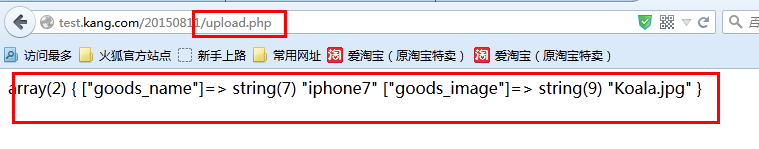 test.kang.com/20150811/upload.php
百
访问最多 火狐官方站点 新手上路 常用网址 爱淘宝（原淘宝特卖） 爱淘宝（原淘宝特卖）
array(2) { ["goods_name"]=> string(7) "iphone7" ["goods_image"]=> string(9) "Koala.jpg" }